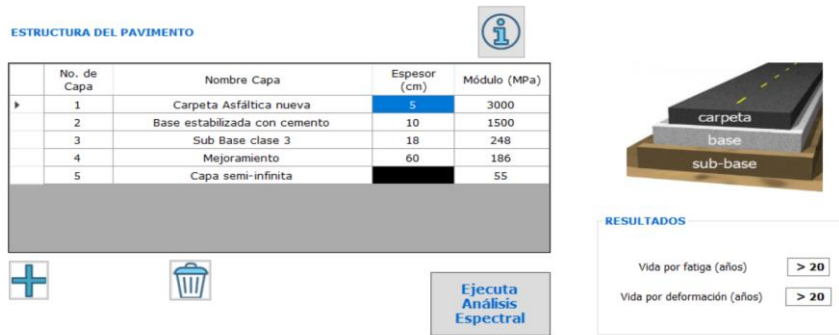 ESTRUCTURA DEL PAVIMENTO
No. de Capa Nombre Capa Espesor (cm) Módulo (MPa)
1 Carpeta Asfáltica nueva 5 3000
2 Base estabilizada con cemento 10 1500
3 Sub Base clase 3 18 248
4 Mejoramiento 60 186
5 Capa semi-infinita 55
Ejecuta
Análisis
Espectral
carpeta
base
sub-base
RESULTADOS
Vida por fatiga (años) > 20
Vida por deformación (años) > 20